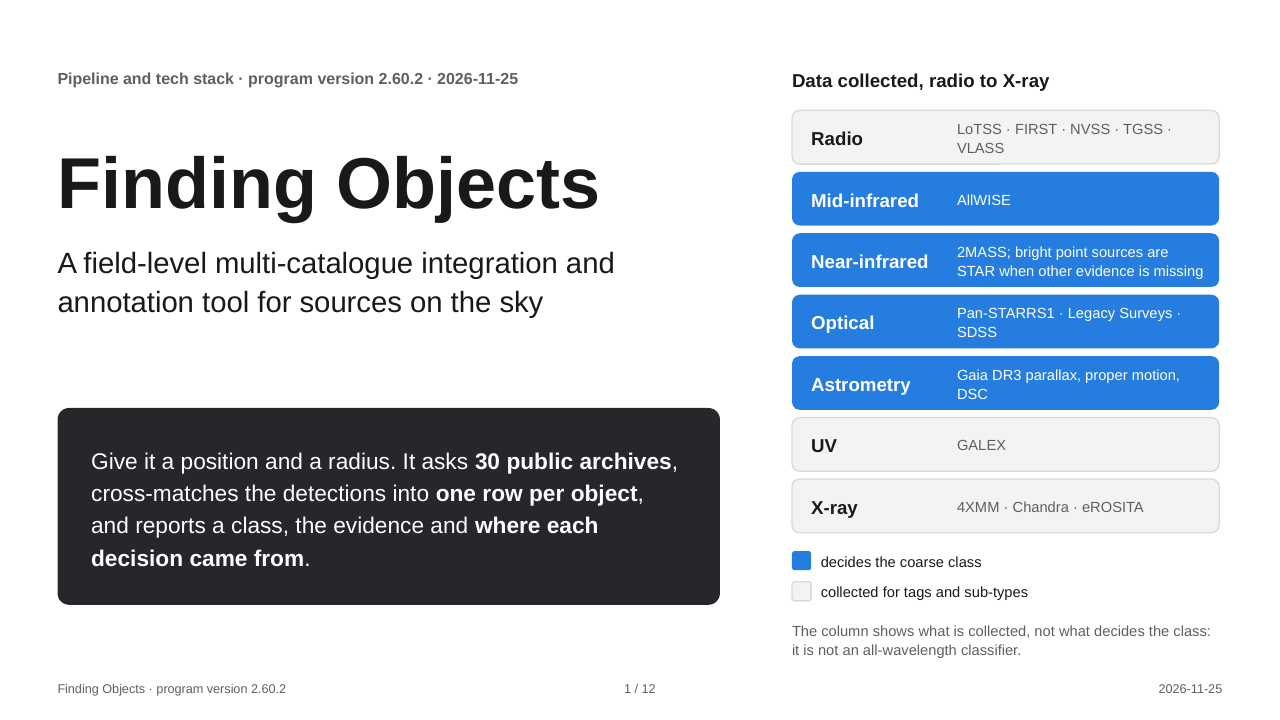 Pipeline and tech stack · program version 2.60.2 · 2026-11-25
Finding Objects
A field-level multi-catalogue integration and
annotation tool for sources on the sky
Give it a position and a radius. It asks 30 public archives,
cross-matches the detections into one row per object,
and reports a class, the evidence and where each
decision came from.
Data collected, radio to X-ray
Radio
LoTSS · FIRST · NVSS · TGSS ·
VLASS
Mid-infrared
AllWISE
Near-infrared
2MASS; bright point sources are
STAR when other evidence is missing
Optical
Pan-STARRS1 · Legacy Surveys ·
SDSS
Astrometry
Gaia DR3 parallax, proper motion,
DSC
UV
GALEX
X-ray
4XMM · Chandra · eROSITA
decides the coarse class
collected for tags and sub-types
The column shows what is collected, not what decides the class:
it is not an all-wavelength classifier.
Finding Objects · program version 2.60.2
1 / 12
2026-11-25